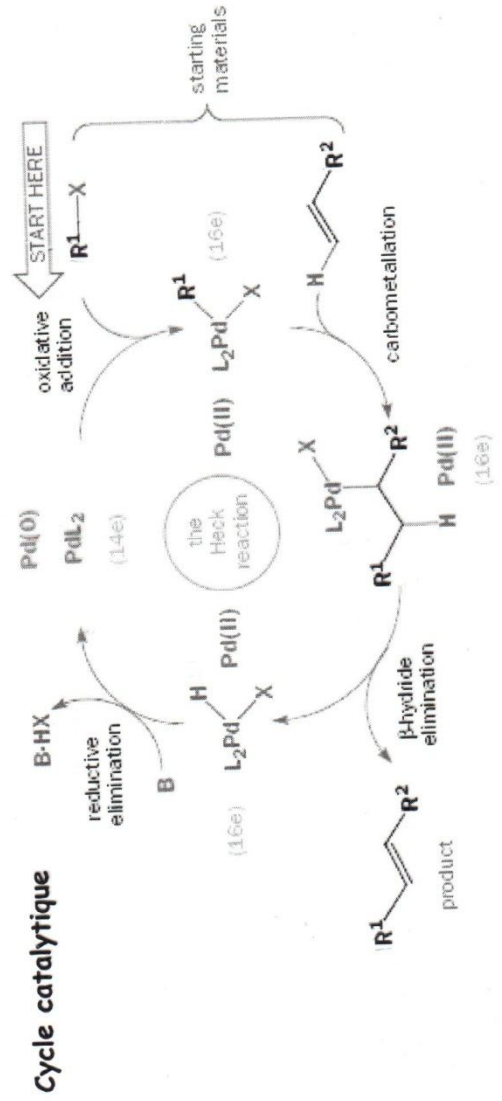 Cycle catalytique
START HERE
R¹—X
starting
materials
oxidative
addition
Pd(0)
PdL₂
(14e)
B·HX
reductive
elimination
B
R¹
L₂Pd
X
(16e)
Pd(II)
the
Heck
reaction
Pd(II)
H
L₂Pd
X
(16e)
H
R²
carbometallation
X
L₂Pd
R¹
R²
H
Pd(II)
(16e)
β-hydride
elimination
R¹
R²
product